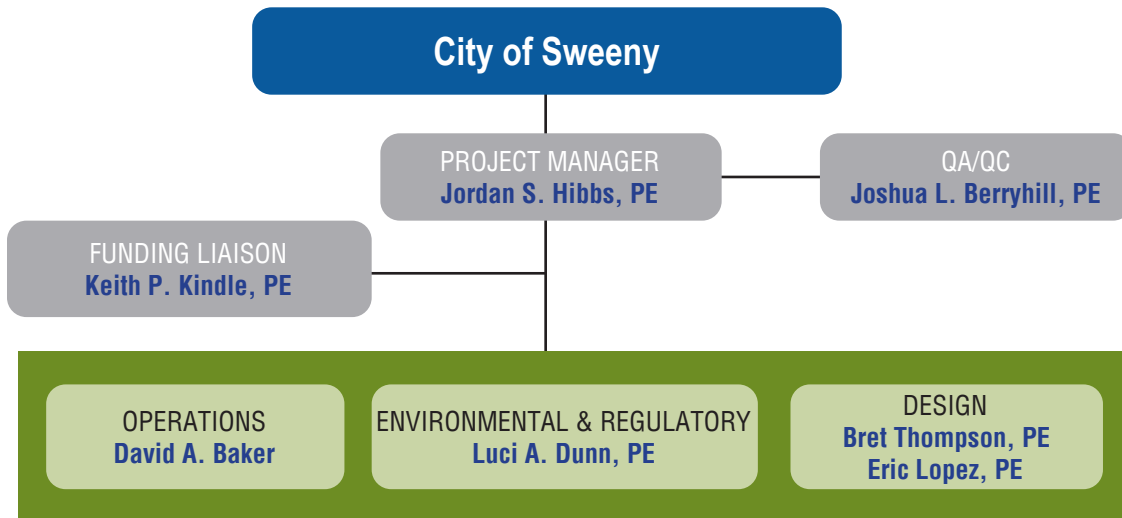 City of Sweeny
PROJECT MANAGER
Jordan S. Hibbs, PE
QA/QC
Joshua L. Berryhill, PE
FUNDING LIAISON
Keith P. Kindle, PE
OPERATIONS
David A. Baker
ENVIRONMENTAL & REGULATORY
Luci A. Dunn, PE
DESIGN
Bret Thompson, PE
Eric Lopez, PE